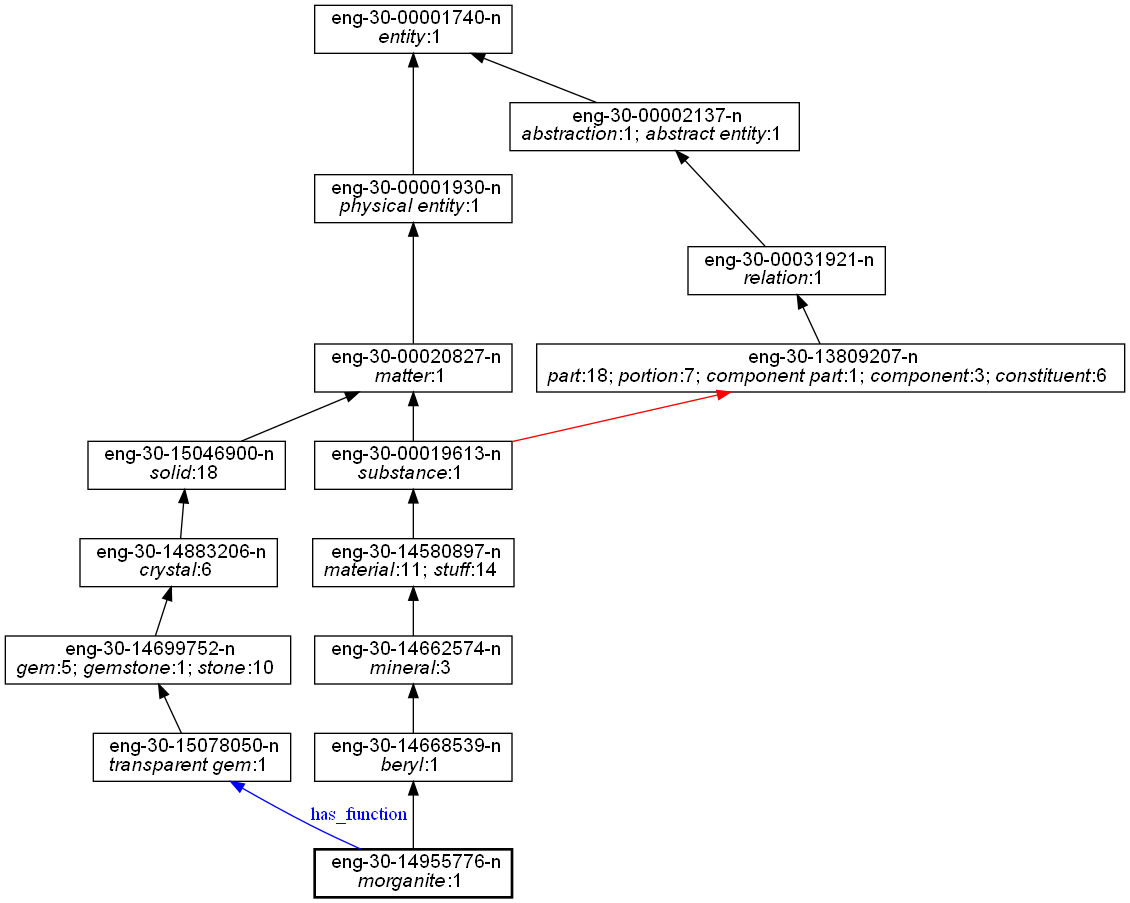 eng-30-00001740-n
entity:1
eng-30-00002137-n
abstraction:1; abstract entity:1
eng-30-00001930-n
physical entity:1
eng-30-00031921-n
relation:1
eng-30-00020827-n
matter:1
eng-30-13809207-n
part:18; portion:7; component part:1; component:3; constituent:6
eng-30-15046900-n
solid:18
eng-30-00019613-n
substance:1
eng-30-14883206-n
crystal:6
eng-30-14580897-n
material:11; stuff:14
eng-30-14699752-n
gem:5; gemstone:1; stone:10
eng-30-14662574-n
mineral:3
eng-30-15078050-n
transparent gem:1
eng-30-14668539-n
beryl:1
has_function
eng-30-14955776-n
morganite:1